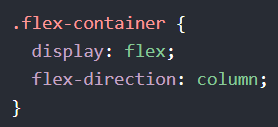 .flex-container {
  display: flex;
  flex-direction: column;
}